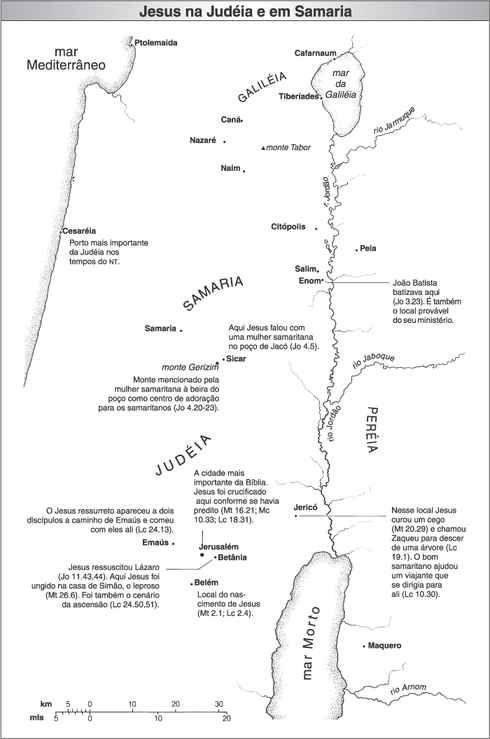 Jesus na Judéia e em Samaria
mar
Mediterrâneo
Ptolemaida
Cafarnaum
mar
da
Galiléia
GALILÉIA
Tiberíades
Caná
rio Jarmuque
Nazaré
monte Tabor
Naim
rio Jordão
Citópolis
Cesaréia
Porto mais importante
da Judéia nos
tempos do NT.
Pela
Salim
Enom
João Batista
batizava aqui
(Jo 3.23). É também
o local provável
do seu ministério.
SAMARIA
Samaria
Aqui Jesus falou com
uma mulher samaritana
no poço de Jacó (Jo 4.5).
Sicar
monte Gerizim
Monte mencionado pela
mulher samaritana à beira do
poço como centro de adoração
para os samaritanos (Jo 4.20-23).
rio Jaboque
rio Jordão
PERÉIA
JUDÉIA
A cidade mais
importante da Bíblia.
Jesus foi crucificado
aqui conforme se havia
predito (Mt 16.21; Mc
10.33; Lc 18.31).
O Jesus ressurreto apareceu a dois
discípulos a caminho de Emaús e comeu
com eles ali (Lc 24.13).
Emaús
Jericó
Nesse local Jesus
curou um cego
(Mt 20.29) e chamou
Zaqueu para descer
de uma árvore (Lc
19.1). O bom
samaritano ajudou
um viajante que
se dirigia para
ali (Lc 10.30).
Jerusalém
Betânia
Jesus ressuscitou Lázaro
(Jo 11.43,44). Aqui Jesus foi
ungido na casa de Simão, o leproso
(Mt 26.6). Foi também o cenário
da ascensão (Lc 24.50,51).
Belém
Local do nas-
cimento de Jesus
(Mt 2.1; Lc 2.4).
mar Morto
Maquero
rio Arnom
km 5 0 10 20 30
mls 5 0 5 10 20